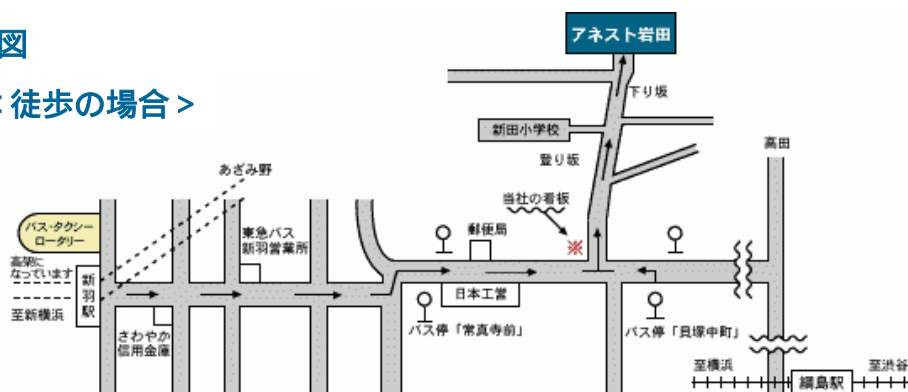 図
徒歩の場合>
アネスト岩田
下り坂
新田小学校
登り坂
高田
あざみ野
当社の看板
※
バス・タクシー
ロータリー
東急バス
新羽営業所
郵便局
高架に
なっています
新羽駅
日本工営
至新横浜
さわやか
信用金庫
バス停「常真寺前」
バス停「貝塚中町」
至横浜
至渋谷
綱島駅